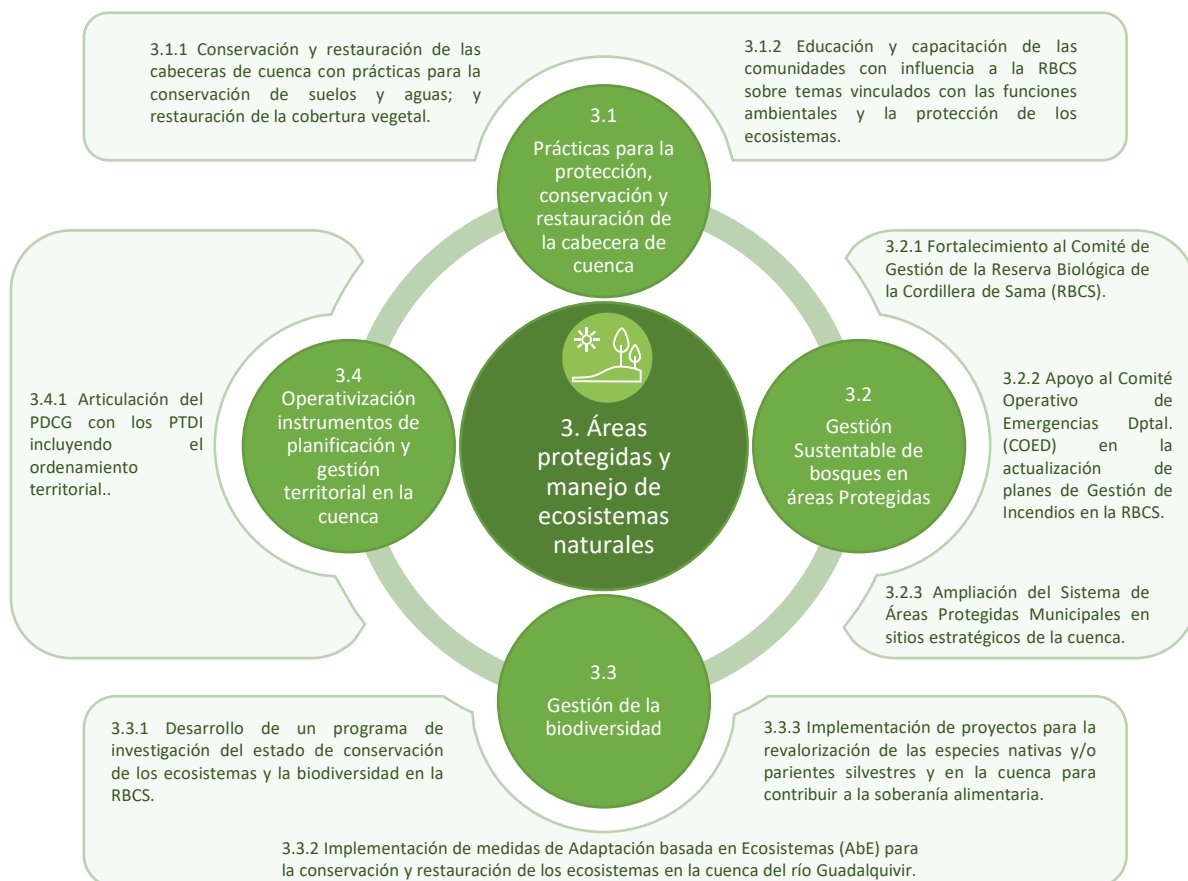 3.1.1 Conservación y restauración de las
cabeceras de cuenca con prácticas para la
conservación de suelos y aguas; y
restauración de la cobertura vegetal.
3.1.2 Educación y capacitación de las
comunidades con influencia a la RBCS
sobre temas vinculados con las funciones
ambientales y la protección de los
ecosistemas.
3.1
Prácticas para la
protección,
conservación y
restauración de
la cabecera de
cuenca
3.2.1 Fortalecimiento al Comité de
Gestión de la Reserva Biológica de
la Cordillera de Sama (RBCS).
3.2.2 Apoyo al Comité
Operativo de
Emergencias Dptal.
(COED) en la
actualización de
planes de Gestión de
Incendios en la RBCS.
3.2.3 Ampliación del Sistema de
Áreas Protegidas Municipales en
sitios estratégicos de la cuenca.
3.2
Gestión
Sustentable de
bosques en
áreas Protegidas
3. Áreas
protegidas y
manejo de
ecosistemas
naturales
3.4
Operativización
instrumentos de
planificación y
gestión
territorial en la
cuenca
3.4.1 Articulación del
PDCG con los PTDI
incluyendo el
ordenamiento
territorial..
3.3
Gestión de la
biodiversidad
3.3.1 Desarrollo de un programa de
investigación del estado de conservación
de los ecosistemas y la biodiversidad en la
RBCS.
3.3.3 Implementación de proyectos para la
revalorización de las especies nativas y/o
parientes silvestres y en la cuenca para
contribuir a la soberanía alimentaria.
3.3.2 Implementación de medidas de Adaptación basada en Ecosistemas (AbE) para
la conservación y restauración de los ecosistemas en la cuenca del río Guadalquivir.